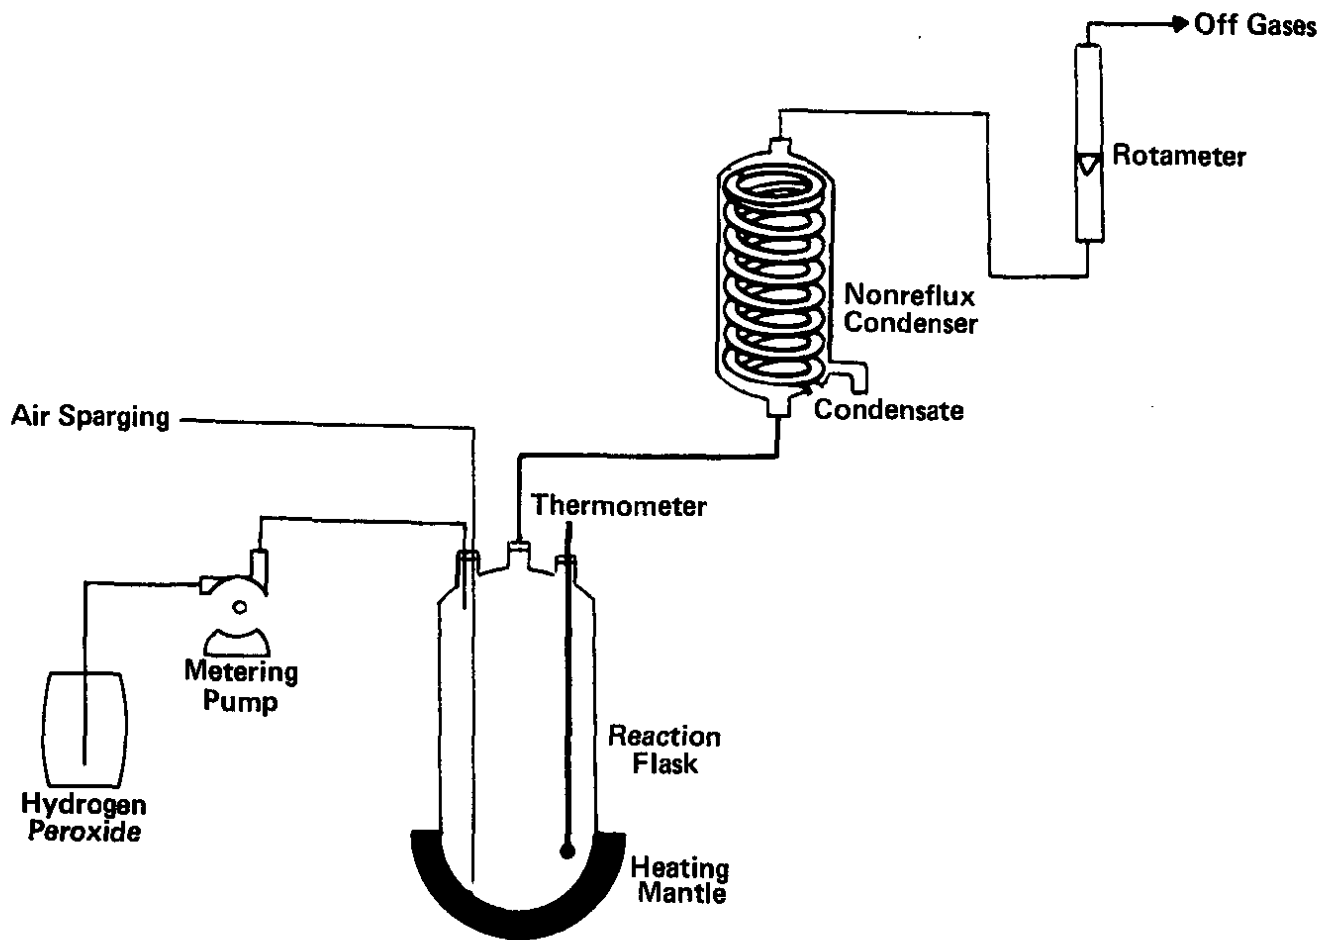 Off Gases
Rotameter
Nonreflux
Condenser
Condensate
Air Sparging
Thermometer
Metering
Pump
Reaction
Flask
Hydrogen
Peroxide
Heating
Mantle